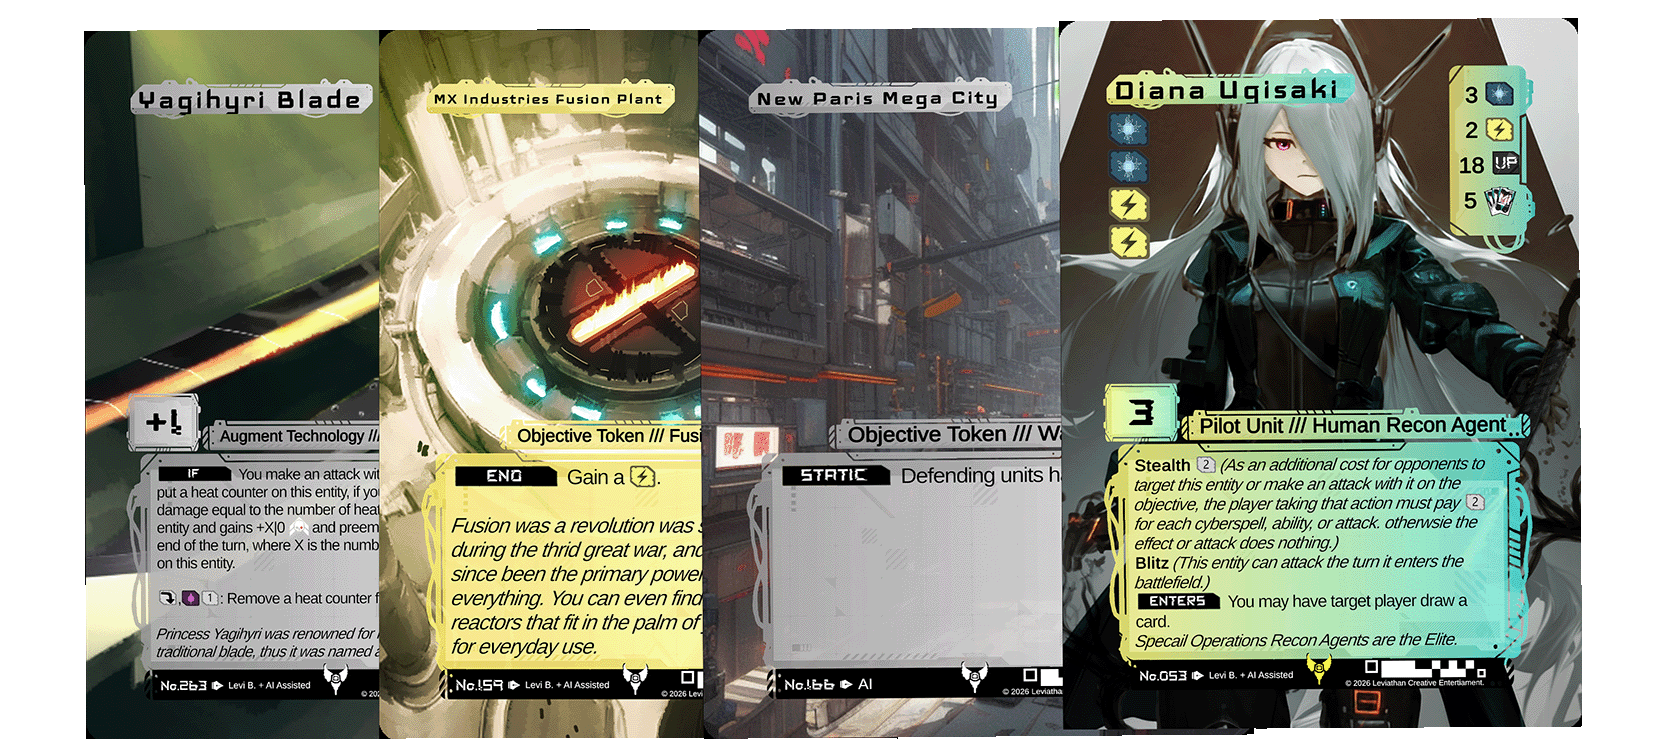 Yagihyri Blade
+1
Augment Technology ///
IF You make an attack wit
put a heat counter on this entity, if you
damage equal to the number of heat
entity and gains +X|0 and preem
end of the turn, where X is the numb
on this entity.
, 1 : Remove a heat counter f
Princess Yagihyri was renowned for
traditional blade, thus it was named a
No.263 Levi B. + AI Assisted
© 202
MX Industries Fusion Plant
Objective Token /// Fusi
END Gain a .
Fusion was a revolution was s
during the thrid great war, and
since been the primary power
everything. You can even find
reactors that fit in the palm of
for everyday use.
No.159 Levi B. + AI Assisted
© 2026 Lev
New Paris Mega City
Objective Token /// Wa
STATIC Defending units h
No.166 AI
© 2026 Leviatha
Diana Ugisaki
3
2
18 UP
5
3
Pilot Unit /// Human Recon Agent
Stealth 2 (As an additional cost for opponents to
target this entity or make an attack with it on the
objective, the player taking that action must pay 2
for each cyberspell, ability, or attack. otherwsie the
effect or attack does nothing.)
Blitz (This entity can attack the turn it enters the
battlefield.)
ENTERS You may have target player draw a
card.
Specail Operations Recon Agents are the Elite.
No.053 Levi B. + AI Assisted
© 2026 Leviathan Creative Entertiament.